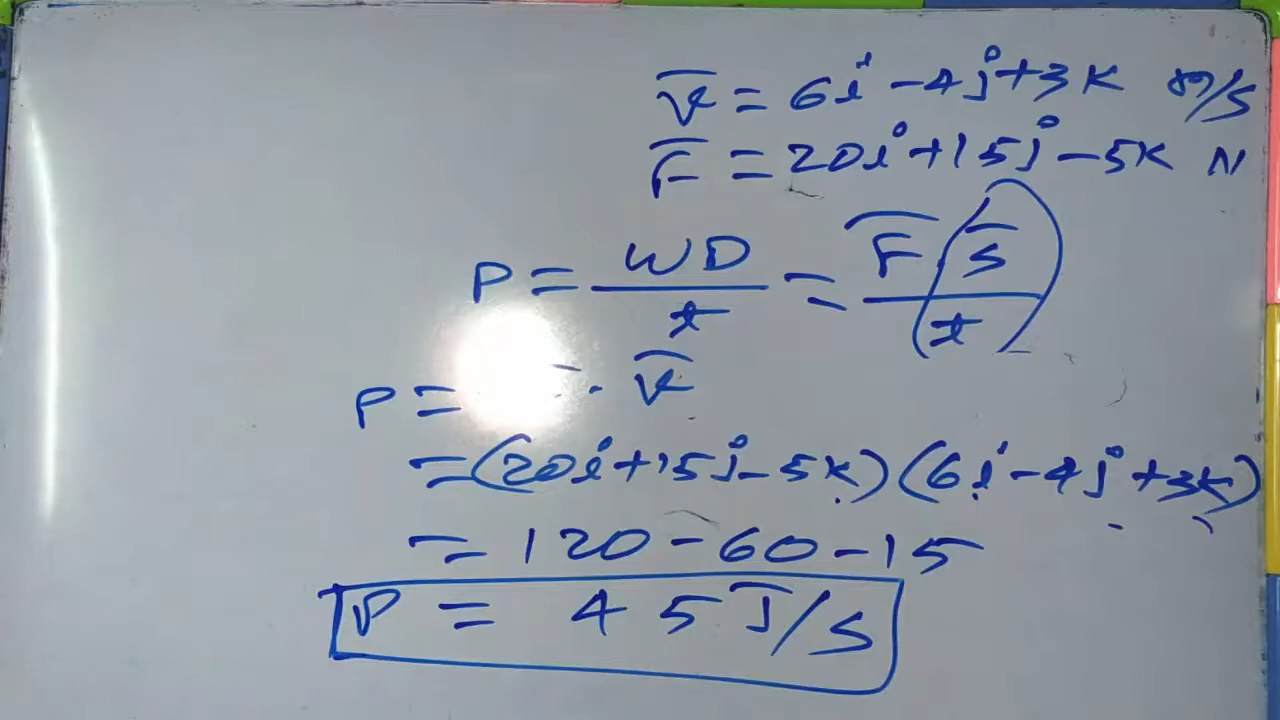 v̅ = 6i - 4j + 3k m/s
F̅ = 20i + 15j - 5k N
P = WD/t = F̅ s̅/t
P = . v̅
= (20i + 15j - 5k) (6i - 4j + 3k)
= 120 - 60 - 15
P = 45 J/s